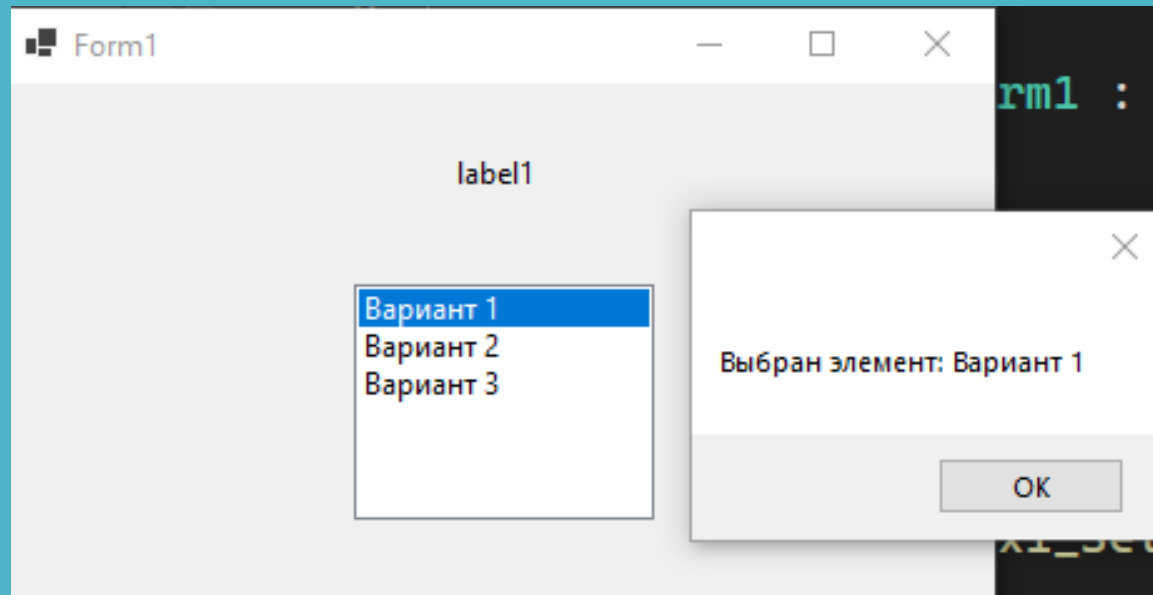 Form1
rm1 :
label1
Вариант 1
Вариант 2
Вариант 3
Выбран элемент: Вариант 1
OK